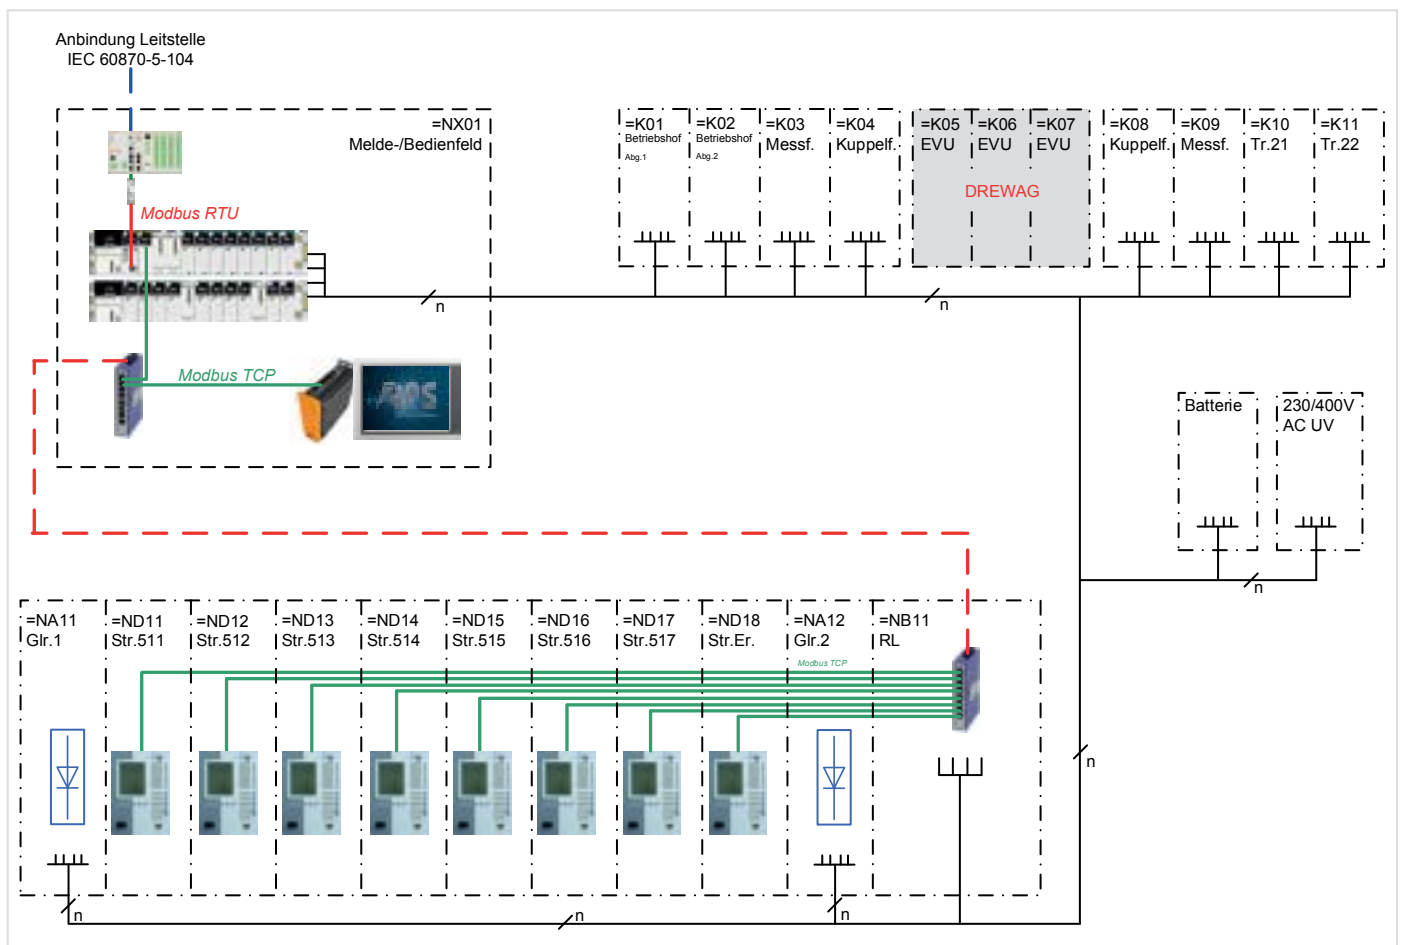 Anbindung Leitstelle
IEC 60870-5-104
=NX01
Melde-/Bedienfeld
Modbus RTU
n
Modbus TCP
=K01
Betriebshof
Abg.1
=K02
Betriebshof
Abg.2
=K03
Messf.
=K04
Kuppelf.
=K05
EVU
=K06
EVU
=K07
EVU
DREWAG
=K08
Kuppelf.
=K09
Messf.
=K10
Tr.21
=K11
Tr.22
n
Batterie
230/400V
AC UV
n
=NA11
Glr.1
=ND11
Str.511
=ND12
Str.512
=ND13
Str.513
=ND14
Str.514
=ND15
Str.515
=ND16
Str.516
=ND17
Str.517
=ND18
Str.Er.
=NA12
Glr.2
=NB11
RL
Modbus TCP
n
n
n
n